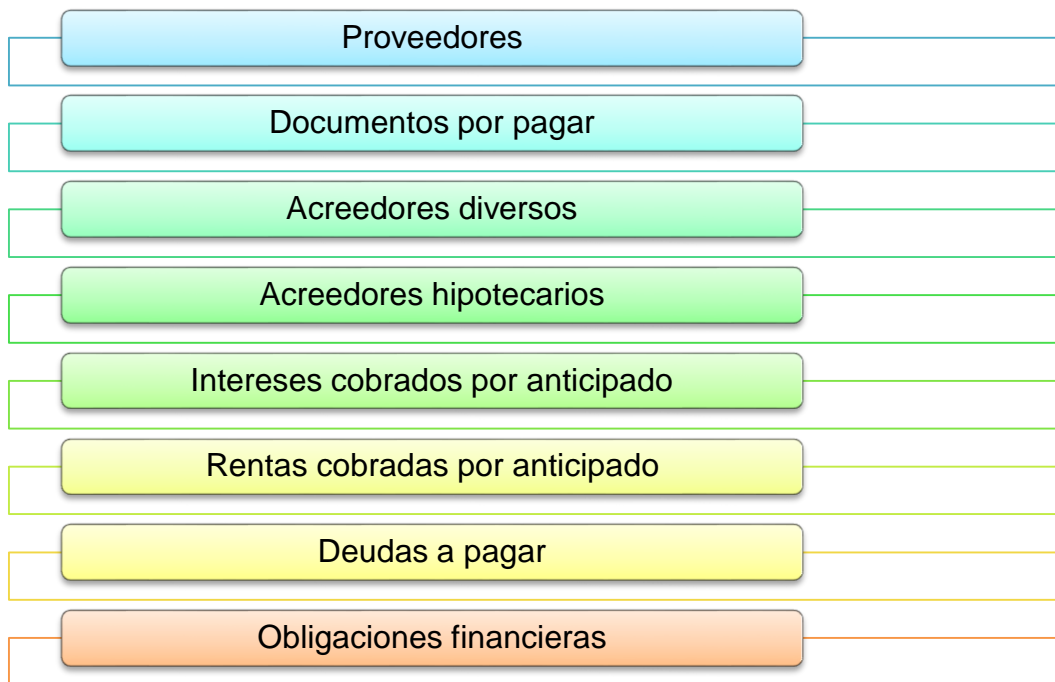 Proveedores
Documentos por pagar
Acreedores diversos
Acreedores hipotecarios
Intereses cobrados por anticipado
Rentas cobradas por anticipado
Deudas a pagar
Obligaciones financieras